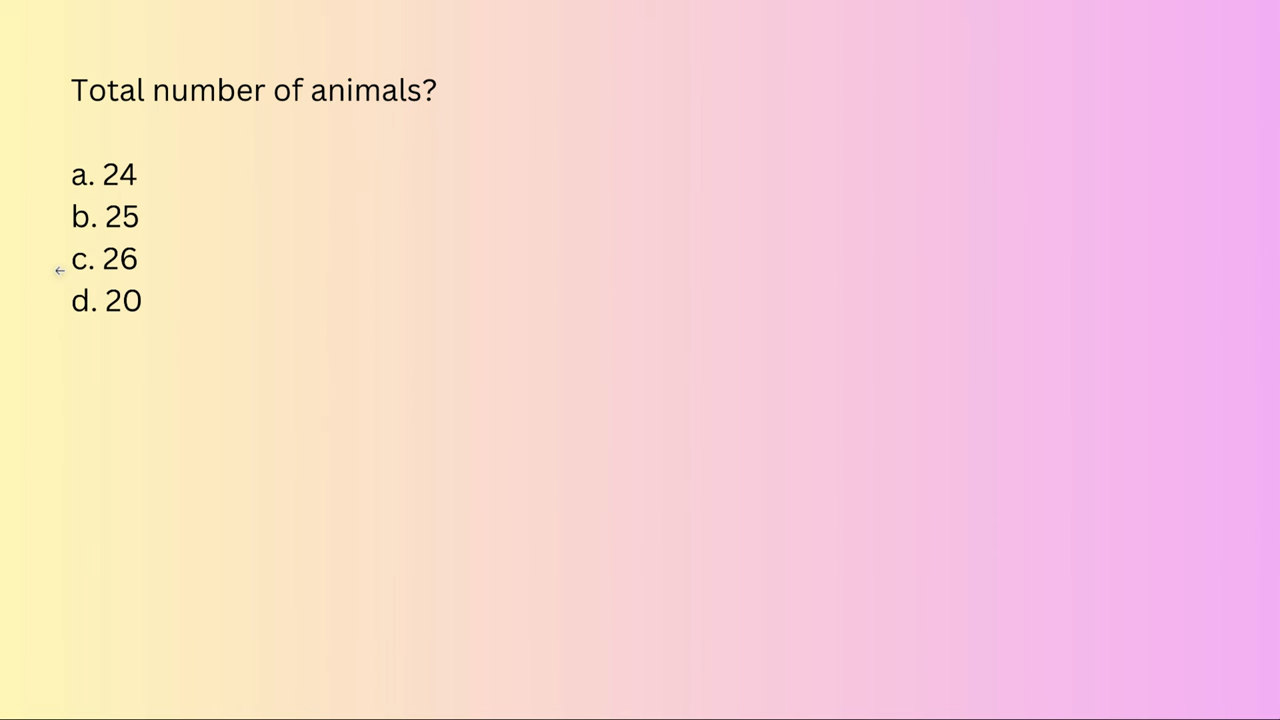 Total number of animals?
a. 24
b. 25
c. 26
d. 20